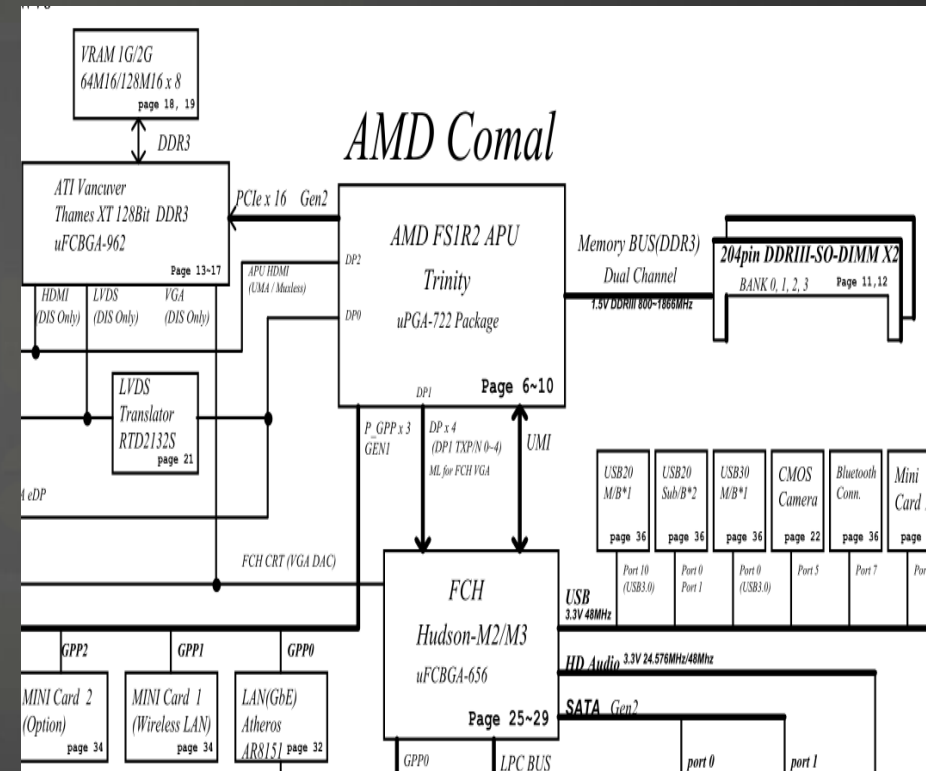 VRAM 1G/2G
64M16/128M16 x 8
page 18, 19
DDR3
AMD Comal
ATI Vancuver
Thames XT 128Bit DDR3
uFCBGA-962
Page 13~17
PCIe x 16 Gen2
AMD FS1R2 APU
Trinity
uPGA-722 Package
Page 6~10
DP2
DP0
DP1
Memory BUS(DDR3)
Dual Channel
1.5V DDRIII 800~1866MHz
204pin DDRIII-SO-DIMM X2
BANK 0, 1, 2, 3
Page 11,12
APU HDMI
(UMA / Muxless)
HDMI
(DIS Only)
LVDS
(DIS Only)
VGA
(DIS Only)
LVDS
Translator
RTD2132S
page 21
eDP
P_GPP x 3
GEN1
DP x 4
(DP1 TXP/N 0~4)
ML for FCH VGA
UMI
USB20
M/B*1
page 36
USB20
Sub/B*2
page 36
USB30
M/B*1
page 36
CMOS
Camera
page 22
Bluetooth
Conn.
page 36
Mini
Card
page
Port 10
(USB3.0)
Port 0
Port 1
Port 0
(USB3.0)
Port 5
Port 7
FCH CRT (VGA DAC)
FCH
Hudson-M2/M3
uFCBGA-656
Page 25~29
USB
3.3V 48MHz
HD Audio 3.3V 24.576MHz/48Mhz
SATA Gen2
GPP2
GPP1
GPP0
MINI Card 2
(Option)
page 34
MINI Card 1
(Wireless LAN)
page 34
LAN(GbE)
Atheros
AR8151 page 32
GPP0
LPC BUS
port 0
port 1